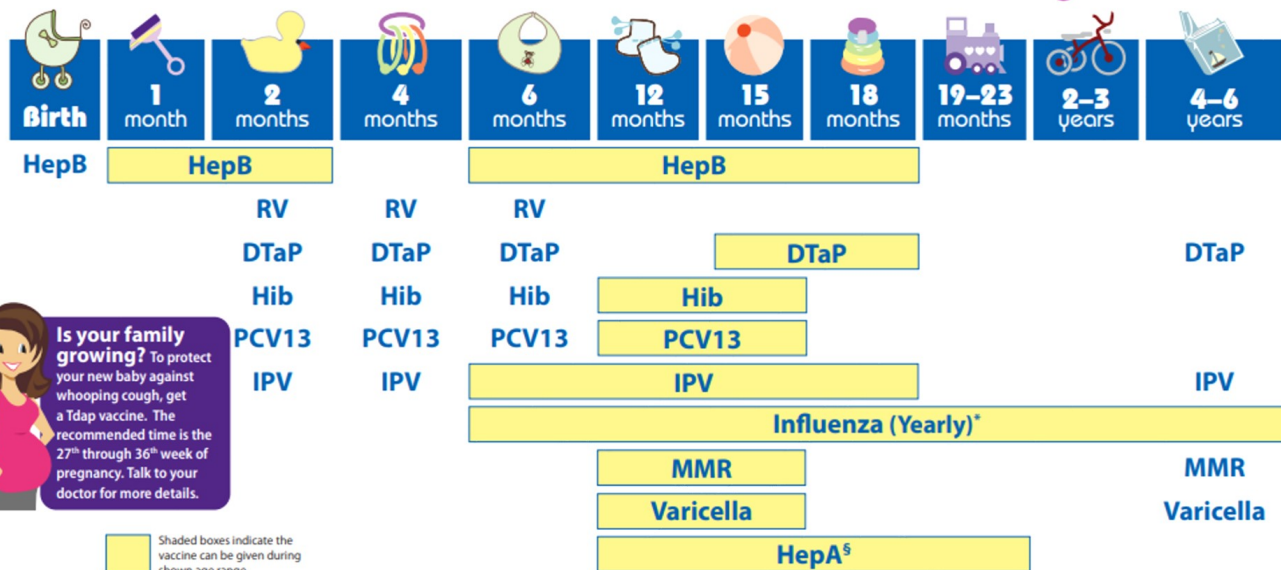 Birth
1
month
2
months
4
months
6
months
12
months
15
months
18
months
19–23
months
2–3
years
4–6
years
HepB HepB HepB
RV RV RV
DTaP DTaP DTaP DTaP DTaP
Hib Hib Hib Hib
PCV13 PCV13 PCV13 PCV13
IPV IPV IPV IPV
Influenza (Yearly)*
MMR MMR
Varicella Varicella
HepA§
Is your family
growing? To protect
your new baby against
whooping cough, get
a Tdap vaccine. The
recommended time is the
27th through 36th week of
pregnancy. Talk to your
doctor for more details.
Shaded boxes indicate the
vaccine can be given during
shown age range